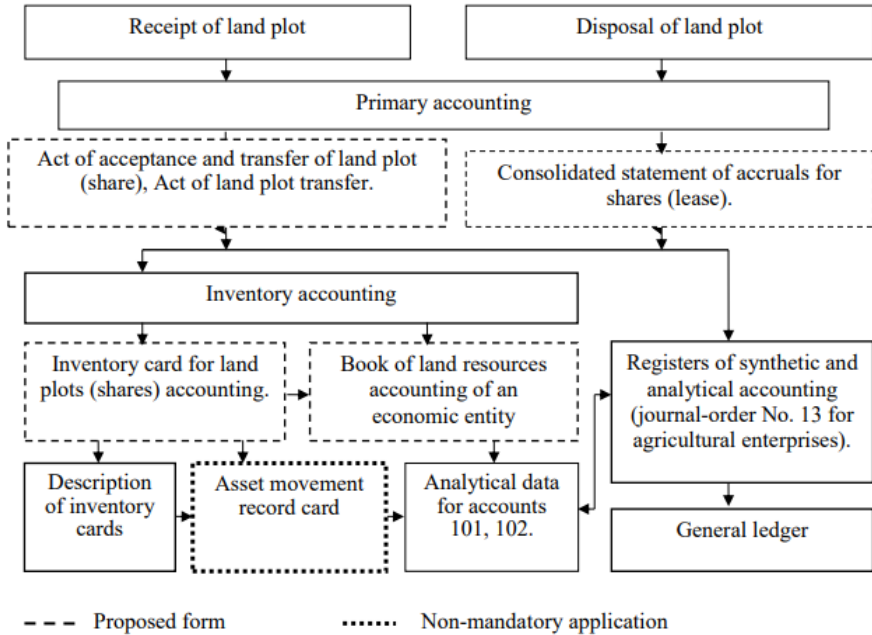 Receipt of land plot
Disposal of land plot
Primary accounting
Act of acceptance and transfer of land plot
(share), Act of land plot transfer.
Consolidated statement of accruals for
shares (lease).
Inventory accounting
Inventory card for land
plots (shares) accounting.
Book of land resources
accounting of an
economic entity
Registers of synthetic and
analytical accounting
(journal-order No. 13 for
agricultural enterprises).
Description
of inventory
cards
Asset movement
record card
Analytical data
for accounts
101, 102.
General ledger
Proposed form
Non-mandatory application